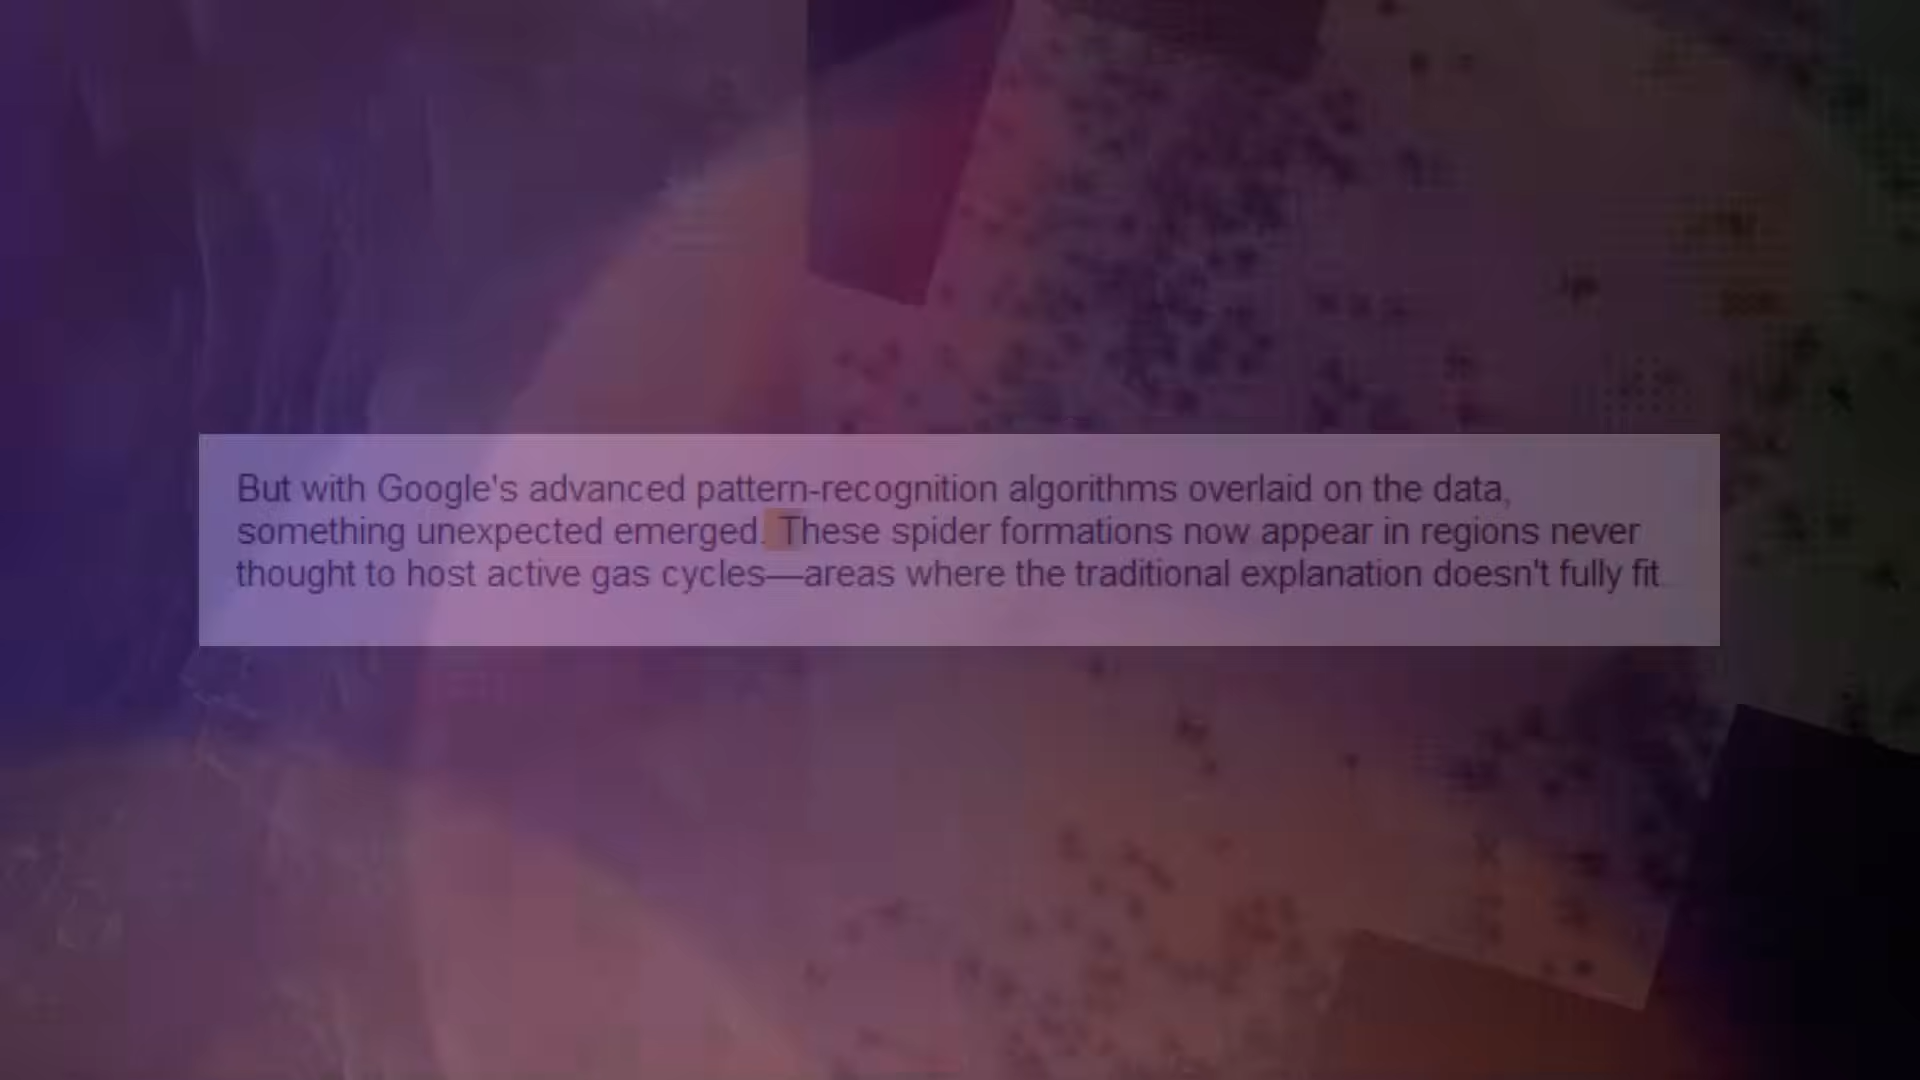 But with Google's advanced pattern-recognition algorithms overlaid on the data,
something unexpected emerged. These spider formations now appear in regions never
thought to host active gas cycles—areas where the traditional explanation doesn't fully fit.